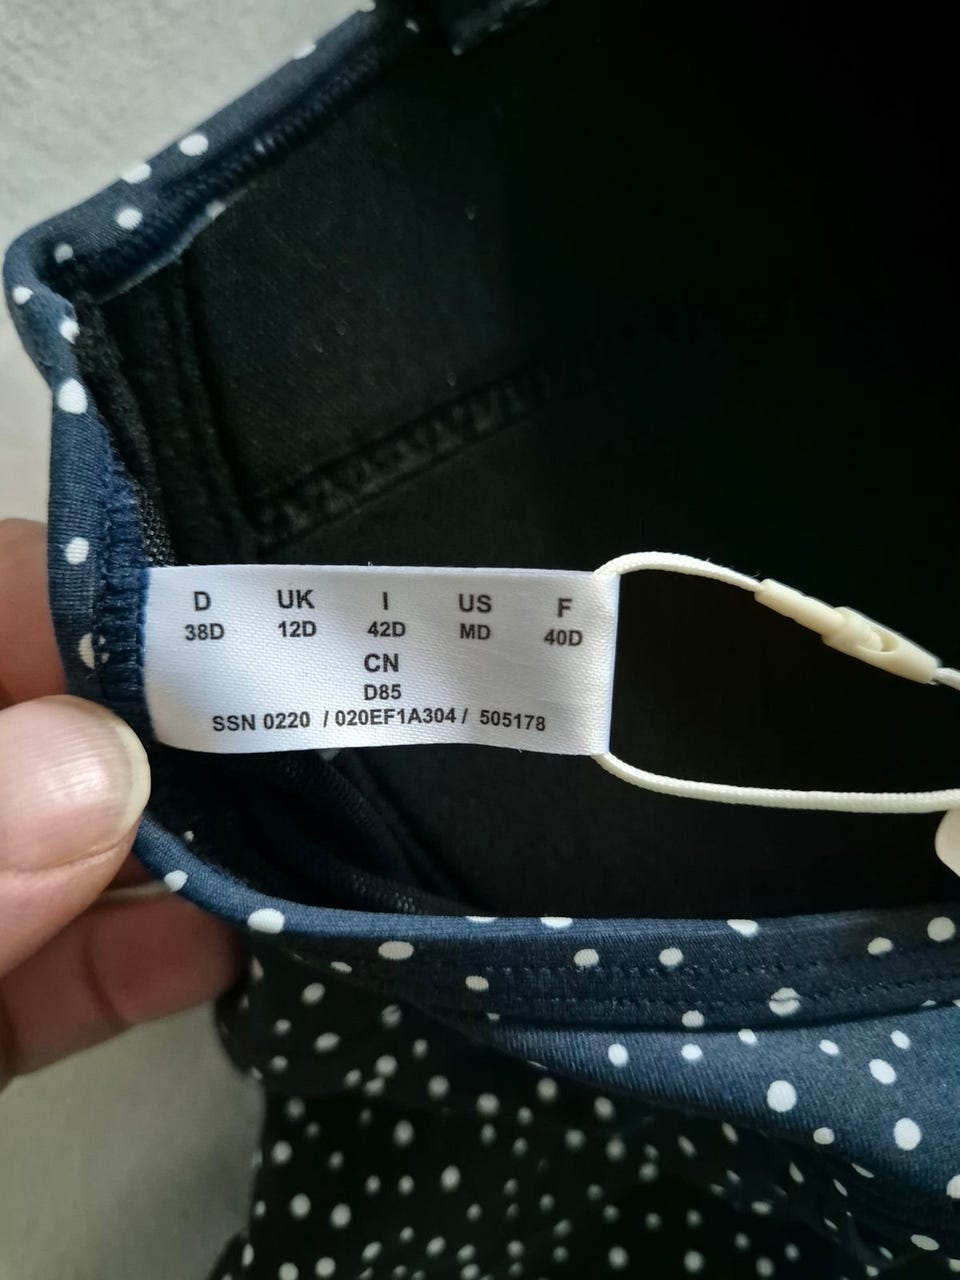 D UK I US F
38D 12D 42D MD 40D
CN
D85
SSN 0220 / 020EF1A304 / 505178